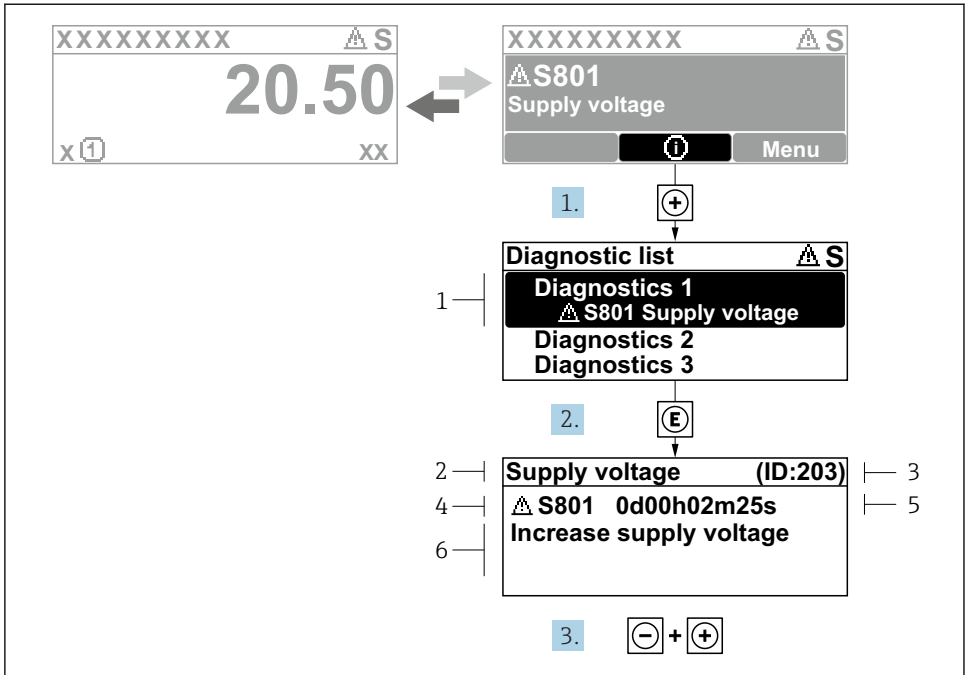 XXXXXXXXX ⚠ S
20.50
x ① xx
XXXXXXXXX ⚠ S
⚠ S801
Supply voltage
ⓘ Menu
1. +
Diagnostic list ⚠ S
1
Diagnostics 1
⚠ S801 Supply voltage
Diagnostics 2
Diagnostics 3
2. E
2 Supply voltage (ID:203) 3
4 ⚠ S801 0d00h02m25s 5
6 Increase supply voltage
3. - + +